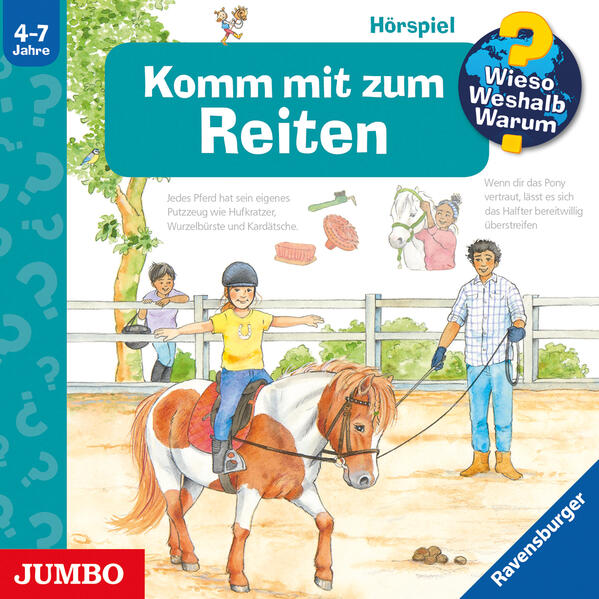 4-7
Jahre
Hörspiel
Komm mit zum
Reiten
?
Wieso
Weshalb
Warum
Jedes Pferd hat sein eigenes
Putzzeug wie Hufkratzer,
Wurzelbürste und Kardätsche.
Wenn dir das Pony
vertraut, lässt es sich
das Halfter bereitwillig
überstreifen
JUMBO
Ravensburger